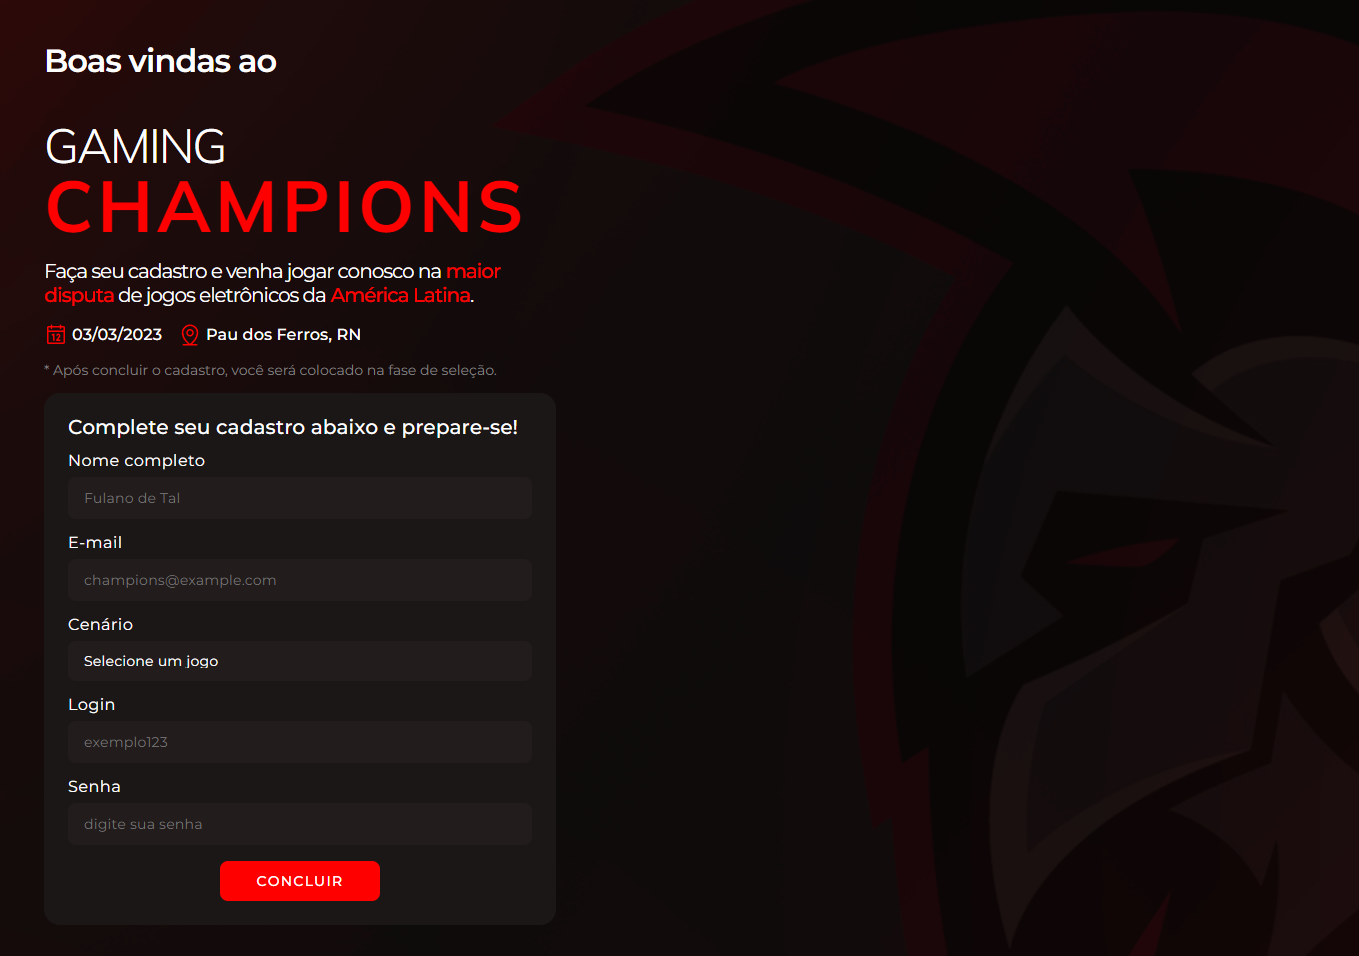 Boas vindas ao
GAMING
CHAMPIONS
Faça seu cadastro e venha jogar conosco na maior
disputa de jogos eletrônicos da América Latina.
12 03/03/2023 Pau dos Ferros, RN
* Após concluir o cadastro, você será colocado na fase de seleção.
Complete seu cadastro abaixo e prepare-se!
Nome completo
Fulano de Tal
E-mail
champions@example.com
Cenário
Selecione um jogo
Login
exemplo123
Senha
digite sua senha
CONCLUIR